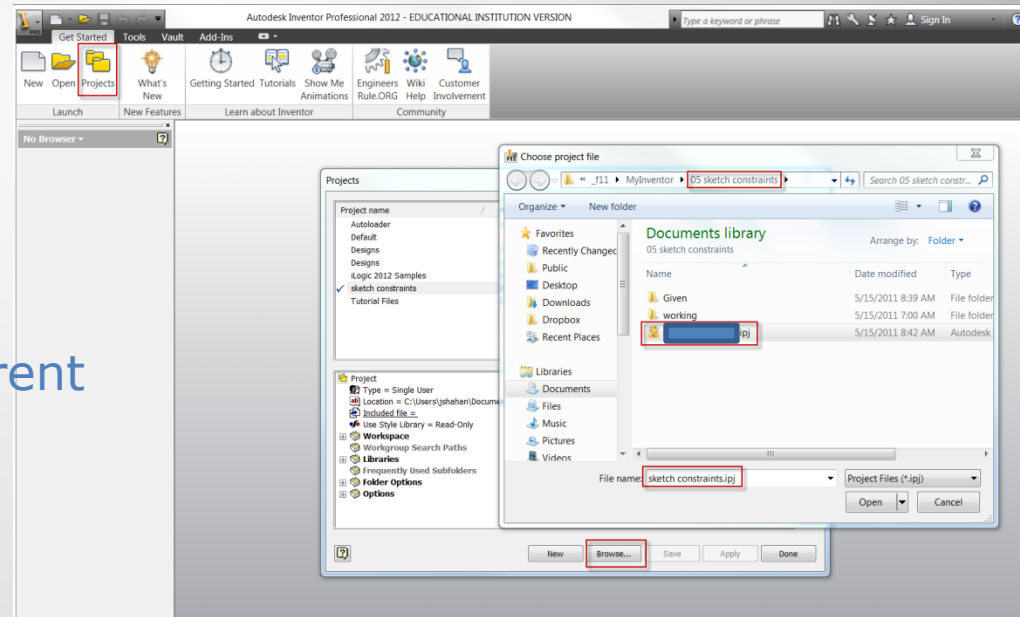 Autodesk Inventor Professional 2012 - EDUCATIONAL INSTITUTION VERSION
Type a keyword or phrase
Sign In
PRO
Get Started Tools Vault Add-Ins
New Open Projects
What's New
Getting Started Tutorials Show Me Animations
Engineers Rule.ORG Wiki Help Customer Involvement
Launch New Features Learn about Inventor Community
No Browser
rent
Projects
Project name
Autoloader
Default
Designs
Designs
iLogic 2012 Samples
sketch constraints
Tutorial Files
Project
Type = Single User
Location = C:\Users\jshahan\Docume
Included file =
Use Style Library = Read-Only
Workspace
Workgroup Search Paths
Libraries
Frequently Used Subfolders
Folder Options
Options
New Browse... Save Apply Done
Choose project file
« _f11 MyInventor 05 sketch constraints
Search 05 sketch constr...
Organize New folder
Favorites
Recently Changed
Public
Desktop
Downloads
Dropbox
Recent Places
Libraries
Documents
Files
Music
Pictures
Videos
Documents library
05 sketch constraints
Arrange by: Folder
Name Date modified Type
Given 5/15/2011 8:39 AM File folder
working 5/15/2011 7:00 AM File folder
ipj 5/15/2011 8:42 AM Autodesk
File name: sketch constraints.ipj
Project Files (*.ipj)
Open Cancel